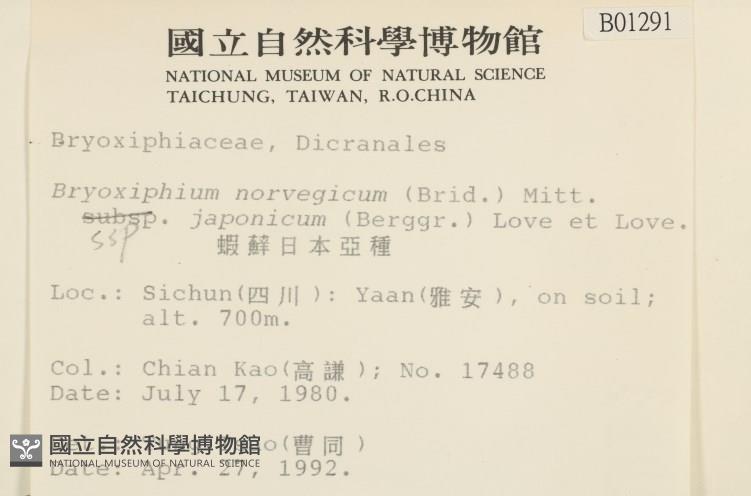 B01291
國立自然科學博物館
NATIONAL MUSEUM OF NATURAL SCIENCE
TAICHUNG, TAIWAN, R.O.CHINA
Bryoxiphiaceae, Dicranales
Bryoxiphium norvegicum (Brid.) Mitt.
subsp. japonicum (Berggr.) Love et Love.
ssp
蝦蘚日本亞種
Loc.: Sichun(四川): Yaan(雅安), on soil;
alt. 700m.
Col.: Chian Kao(高謙); No. 17488
Date: July 17, 1980.
(曹同)
國立自然科學博物館
NATIONAL MUSEUM OF NATURAL SCIENCE
Date: Apr. 27, 1992.